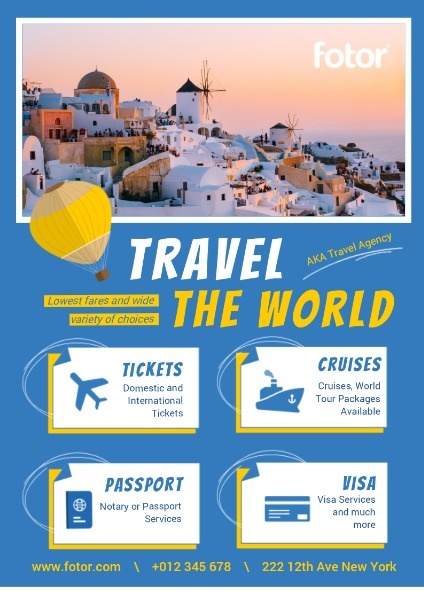 fotor
TRAVEL
AKA Travel Agency
Lowest fares and wide
variety of choices
THE WORLD
TICKETS
Domestic and
International
Tickets
CRUISES
Cruises, World
Tour Packages
Available
PASSPORT
Notary or Passport
Services
VISA
Visa Services
and much
more
www.fotor.com \ +012 345 678 \ 222 12th Ave New York